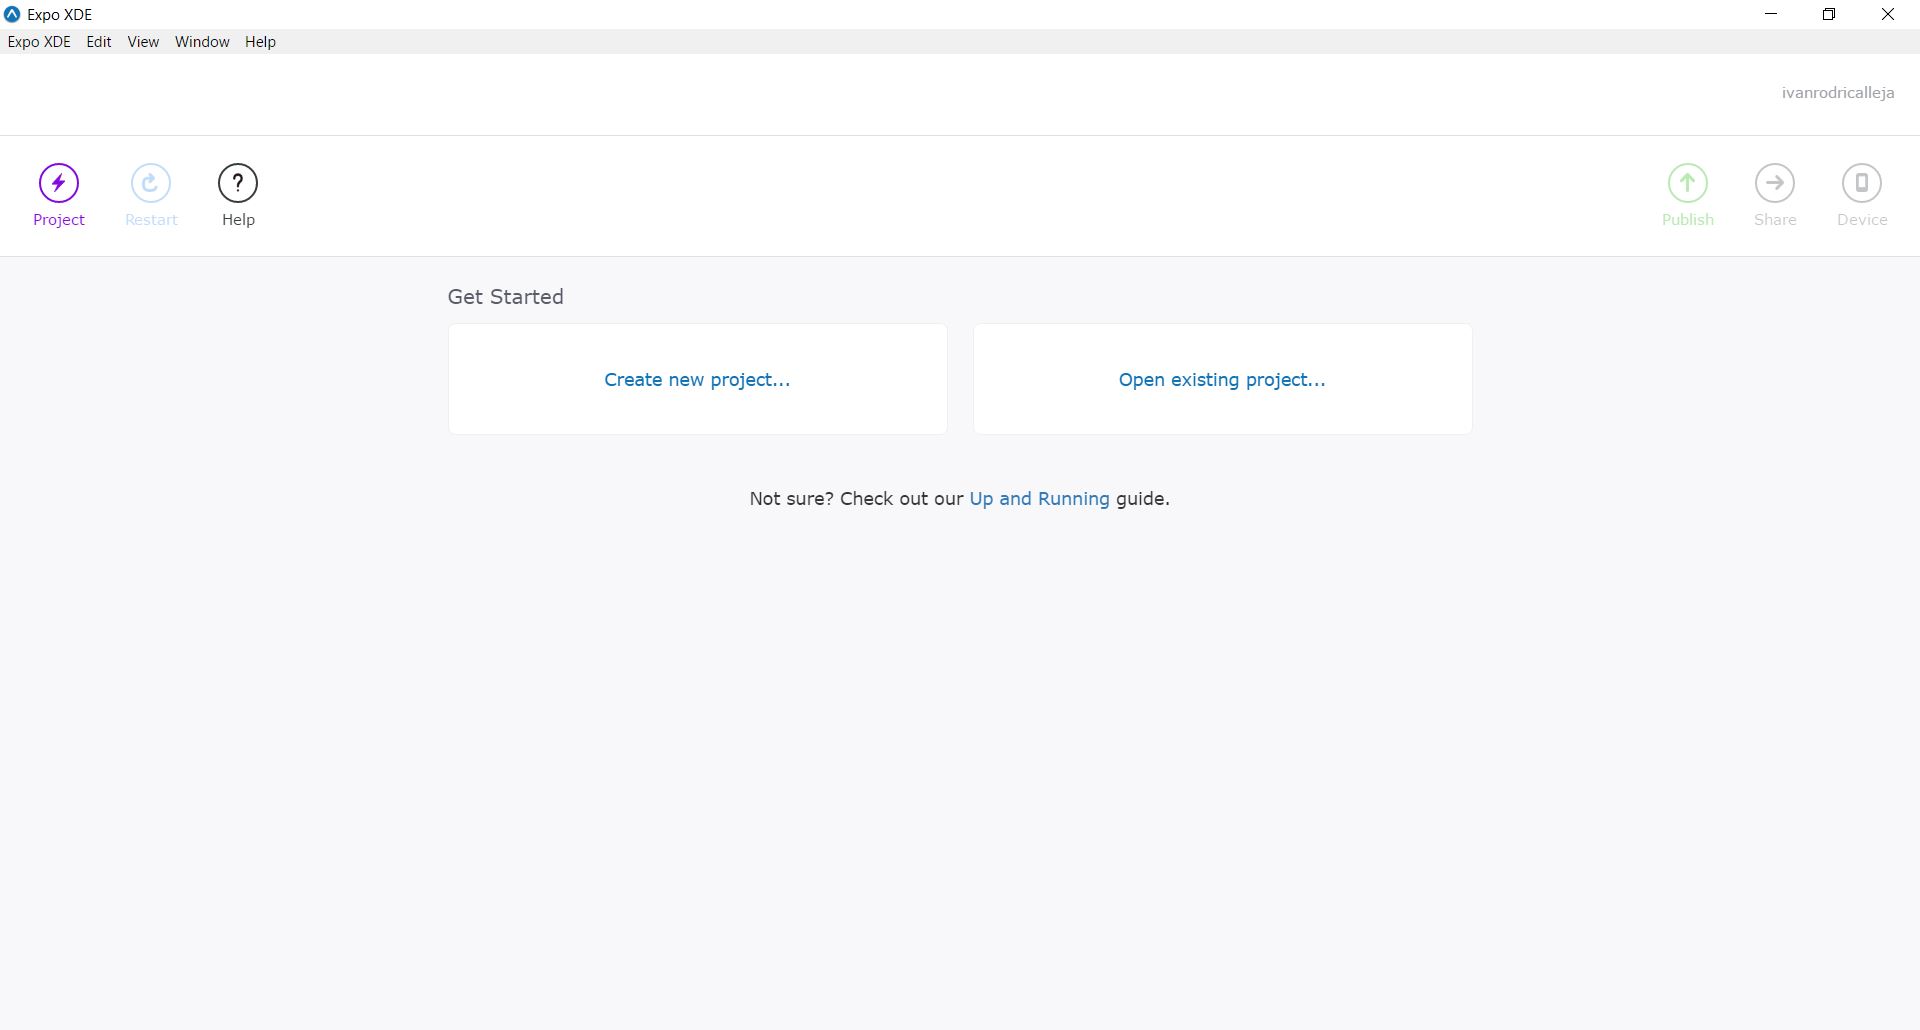 Expo XDE
Expo XDE Edit View Window Help
ivanrodricalleja
Project Restart Help Publish Share Device
Get Started
Create new project... Open existing project...
Not sure? Check out our Up and Running guide.